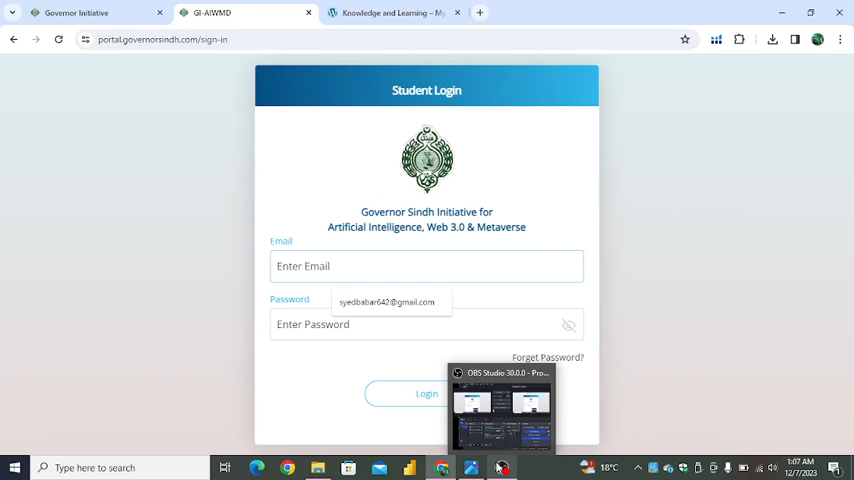 Governor Initiative
GI-AIWMD
Knowledge and Learning – My
portal.governorsindh.org/sign-in
Student Login
Governor Sindh Initiative for
Artificial Intelligence, Web 3.0 & Metaverse
Email
Enter Email
syedbabar642@gmail.com
Password
Enter Password
Forget Password?
Login
OBS Studio 30.0.0 - Pro...
Type here to search
18°C
1:07 AM
12/7/2023